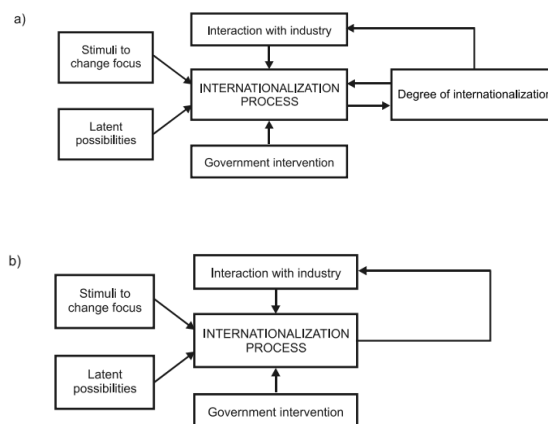 a)
Interaction with industry
Stimuli to
change focus
INTERNATIONALIZATION
PROCESS
Degree of internationalization
Latent
possibilities
Government intervention
b)
Interaction with industry
Stimuli to
change focus
INTERNATIONALIZATION
PROCESS
Latent
possibilities
Government intervention